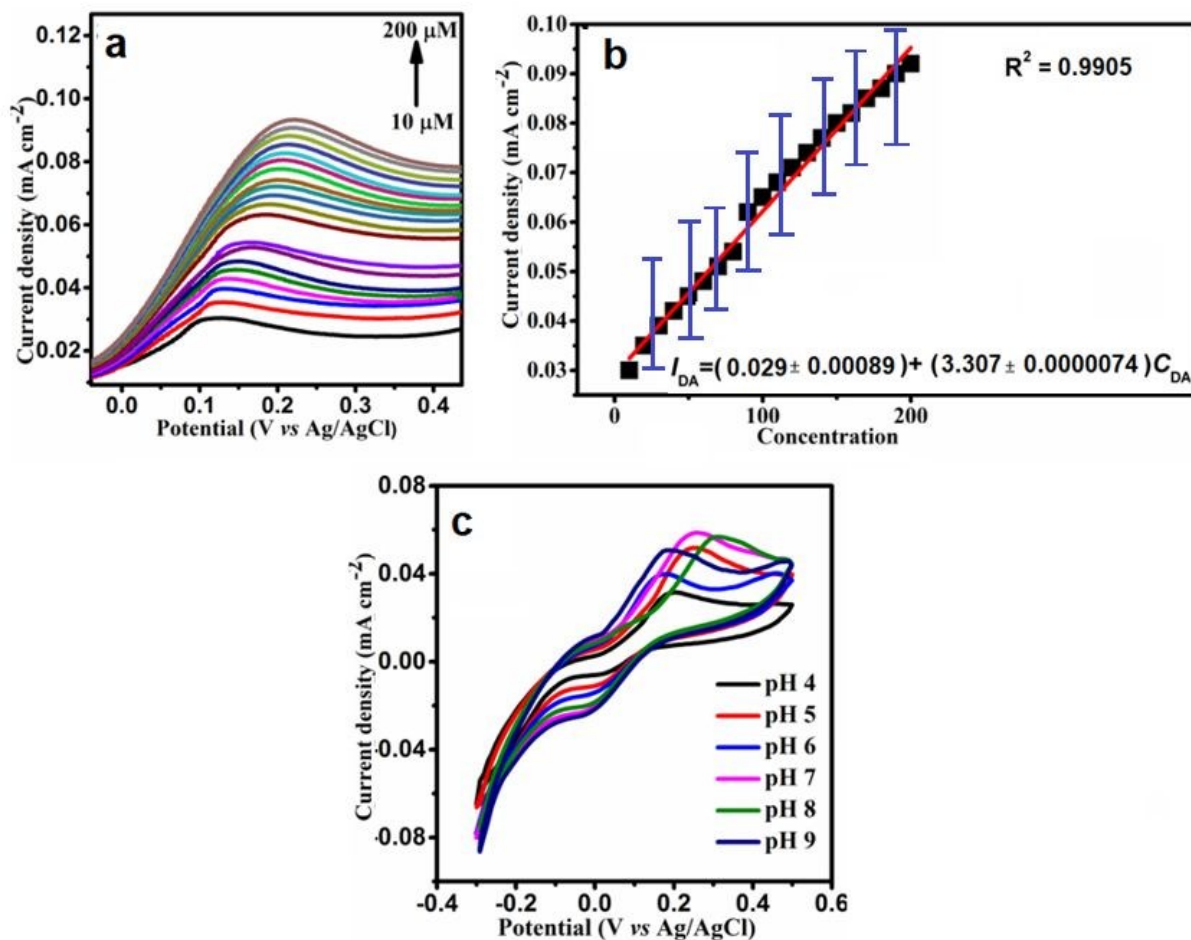 a
200 μM
10 μM
0.12
0.10
0.08
0.06
0.04
0.02
Current density (mA cm⁻²)
0.0
0.1
0.2
0.3
0.4
Potential (V vs Ag/AgCl)
b
R² = 0.9905
0.10
0.09
0.08
0.07
0.06
0.05
0.04
0.03
Current density (mA cm⁻²)
I_DA=(0.029 ± 0.00089)+ (3.307 ± 0.0000074)C_DA
0
100
200
Concentration
c
0.08
0.04
0.00
-0.04
-0.08
Current density (mA cm⁻²)
pH 4
pH 5
pH 6
pH 7
pH 8
pH 9
-0.4
-0.2
0.0
0.2
0.4
0.6
Potential (V vs Ag/AgCl)